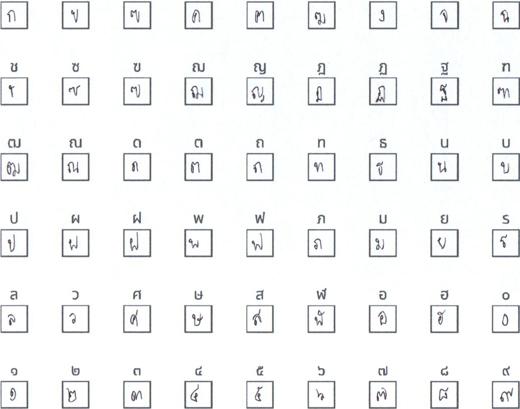 ก ข ฃ ค ฅ ฆ ง จ ฉ
ช ซ ซ ฌ ญ ฎ ฏ ฐ ฑ
ช ซ ซ ฌ ญ ฎ ฏ ฐ ฑ
ฒ ณ ด ต ถ ท ธ น บ
ฒ ณ ด ต ถ ท ธ น บ
ป ผ ฝ พ ฟ ภ ม ย ร
ป ผ ฝ พ ฟ ภ ม ย ร
ล ว ศ ษ ส ฬ อ ฮ ๐
ล ว ศ ษ ส ฬ อ ฮ ๐
๑ ๒ ๓ ๔ ๕ ๖ ๗ ๘ ๙
๑ ๒ ๓ ๔ ๕ ๖ ๗ ๘ ๙